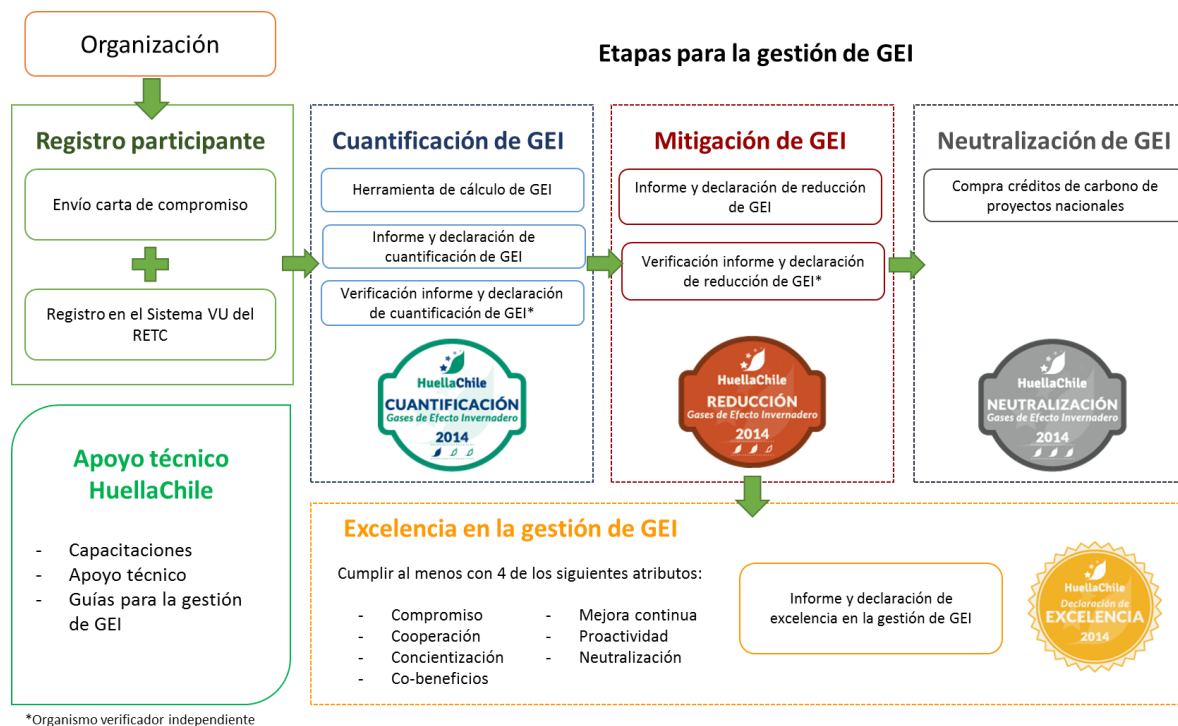 Organización
Etapas para la gestión de GEI
Registro participante
Envío carta de compromiso
Registro en el Sistema VU del
RETC
Cuantificación de GEI
Herramienta de cálculo de GEI
Informe y declaración de
cuantificación de GEI
Verificación informe y declaración
de cuantificación de GEI*
HuellaChile
CUANTIFICACIÓN
Gases de Efecto Invernadero
2014
Mitigación de GEI
Informe y declaración de reducción
de GEI
Verificación informe y declaración
de reducción de GEI*
HuellaChile
REDUCCIÓN
Gases de Efecto Invernadero
2014
Neutralización de GEI
Compra créditos de carbono de
proyectos nacionales
HuellaChile
NEUTRALIZACIÓN
Gases de Efecto Invernadero
2014
Apoyo técnico
HuellaChile
- Capacitaciones
- Apoyo técnico
- Guías para la gestión
de GEI
Excelencia en la gestión de GEI
Cumplir al menos con 4 de los siguientes atributos:
- Compromiso
- Cooperación
- Concientización
- Co-beneficios
- Mejora continua
- Proactividad
- Neutralización
Informe y declaración de
excelencia en la gestión de GEI
HuellaChile
Declaración de
EXCELENCIA
2014
*Organismo verificador independiente